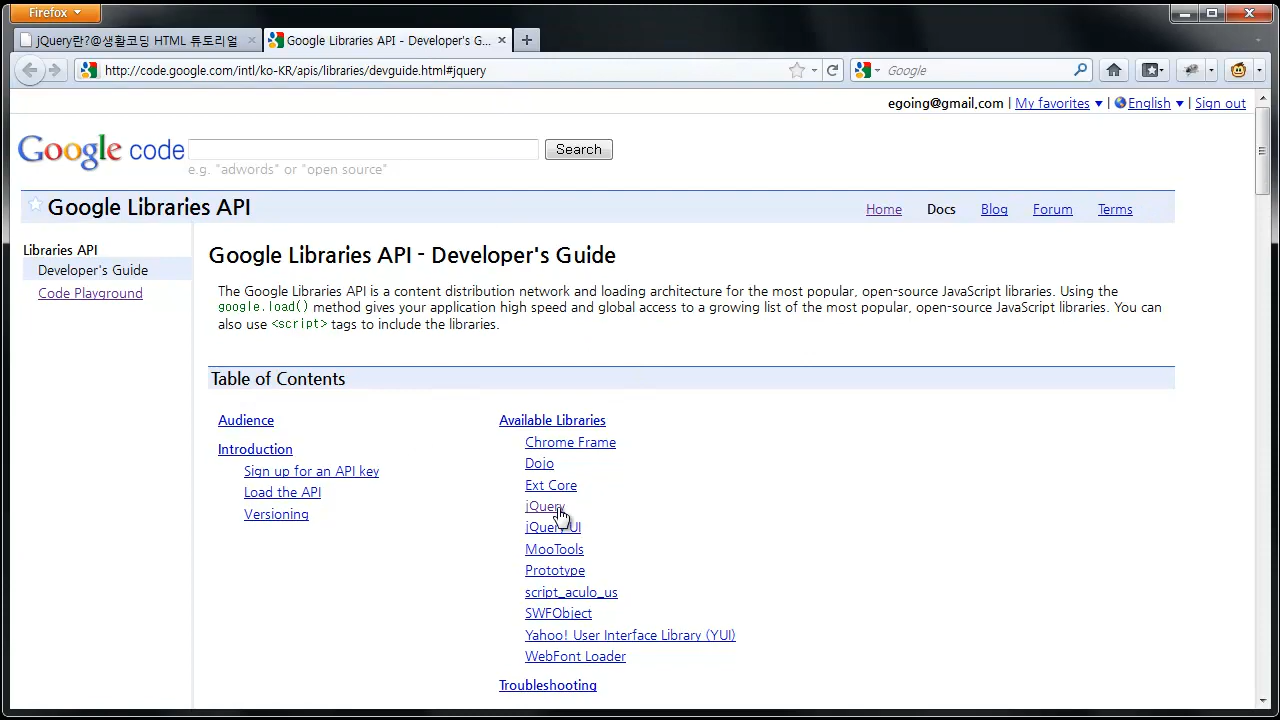 Firefox
jQuery란?@생활코딩 HTML 튜토리얼
Google Libraries API - Developer's G...
http://code.google.com/intl/ko-KR/apis/libraries/devguide.html#jquery
Google
egoing@gmail.com | My favorites ▼ | English ▼ | Sign out
Google code
Search
e.g. "adwords" or "open source"
Google Libraries API
Home Docs Blog Forum Terms
Libraries API
Developer's Guide
Code Playground
Google Libraries API - Developer's Guide
The Google Libraries API is a content distribution network and loading architecture for the most popular, open-source JavaScript libraries. Using the
google.load() method gives your application high speed and global access to a growing list of the most popular, open-source JavaScript libraries. You can
also use <script> tags to include the libraries.
Table of Contents
Audience
Introduction
Sign up for an API key
Load the API
Versioning
Available Libraries
Chrome Frame
Dojo
Ext Core
jQuery
jQuery UI
MooTools
Prototype
script_aculo_us
SWFObject
Yahoo! User Interface Library (YUI)
WebFont Loader
Troubleshooting